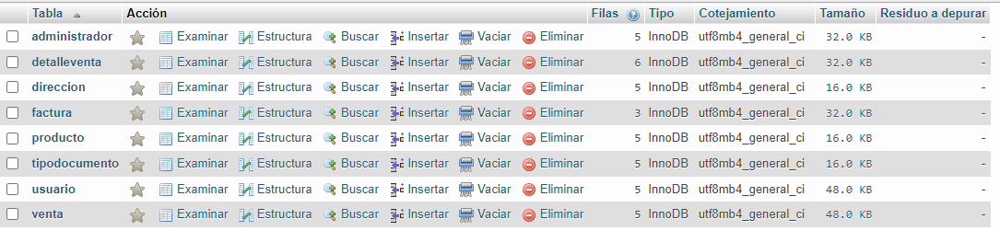 Tabla Acción Filas Tipo Cotejamiento Tamaño Residuo a depurar
administrador Examinar Estructura Buscar Insertar Vaciar Eliminar 5 InnoDB utf8mb4_general_ci 32.0 KB -
detalleventa Examinar Estructura Buscar Insertar Vaciar Eliminar 6 InnoDB utf8mb4_general_ci 32.0 KB -
direccion Examinar Estructura Buscar Insertar Vaciar Eliminar 5 InnoDB utf8mb4_general_ci 16.0 KB -
factura Examinar Estructura Buscar Insertar Vaciar Eliminar 3 InnoDB utf8mb4_general_ci 32.0 KB -
producto Examinar Estructura Buscar Insertar Vaciar Eliminar 5 InnoDB utf8mb4_general_ci 16.0 KB -
tipodocumento Examinar Estructura Buscar Insertar Vaciar Eliminar 5 InnoDB utf8mb4_general_ci 16.0 KB -
usuario Examinar Estructura Buscar Insertar Vaciar Eliminar 5 InnoDB utf8mb4_general_ci 48.0 KB -
venta Examinar Estructura Buscar Insertar Vaciar Eliminar 5 InnoDB utf8mb4_general_ci 48.0 KB -